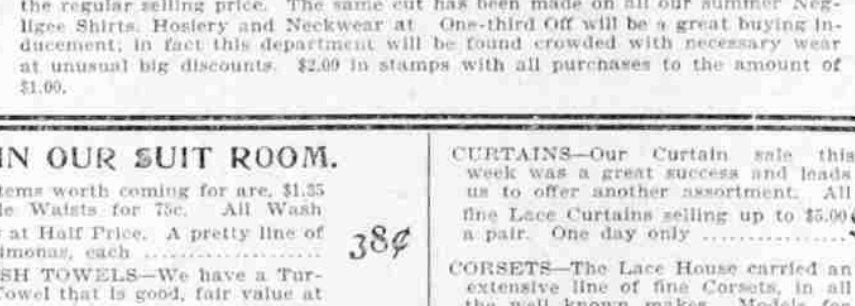 the regular selling price. The same cut has been made on all our summer Neg-
ligee Shirts. Hosiery and Neckwear at One-third Off will be a great buying in-
ducement; in fact this department will be found crowded with necessary wear
at unusual big discounts. $2.00 in stamps with all purchases to the amount of
$1.00.
IN OUR SUIT ROOM.
tems worth coming for are, $1.35
le Waists for 75c. All Wash
at Half Price. A pretty line of
imonas, each ....................
38¢
SH TOWELS—We have a Tur-
Towel that is good, fair value at
CURTAINS—Our Curtain sale this
week was a great success and leads
us to offer another assortment. All
fine Lace Curtains selling up to $5.00
a pair. One day only ................
CORSETS—The Lace House carried an
extensive line of fine Corsets, in all
the well known makes. Models for